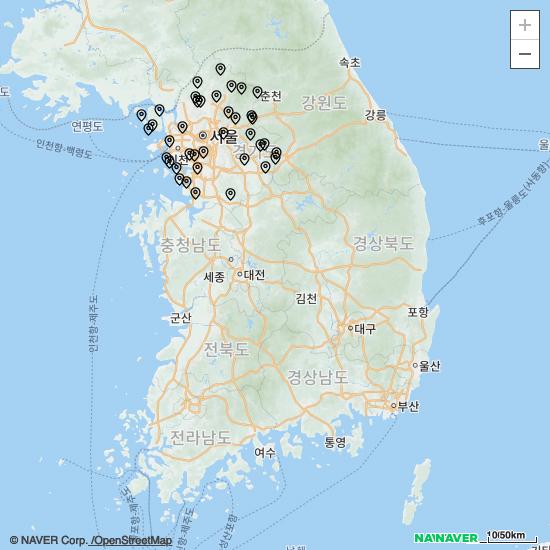 +
−
속초
춘천
강원도
강릉
연평도
서울
울
경기도
인천
인천항-백령도
후포항-울릉도(사동항)
충청남도
경상북도
세종
대전
김천
포항
군산
인천항-제주도
대구
전북도
울산
경상남도
부산
전라남도
통영
여수
© NAVER Corp. /OpenStreetMap
NAVER
10/50km